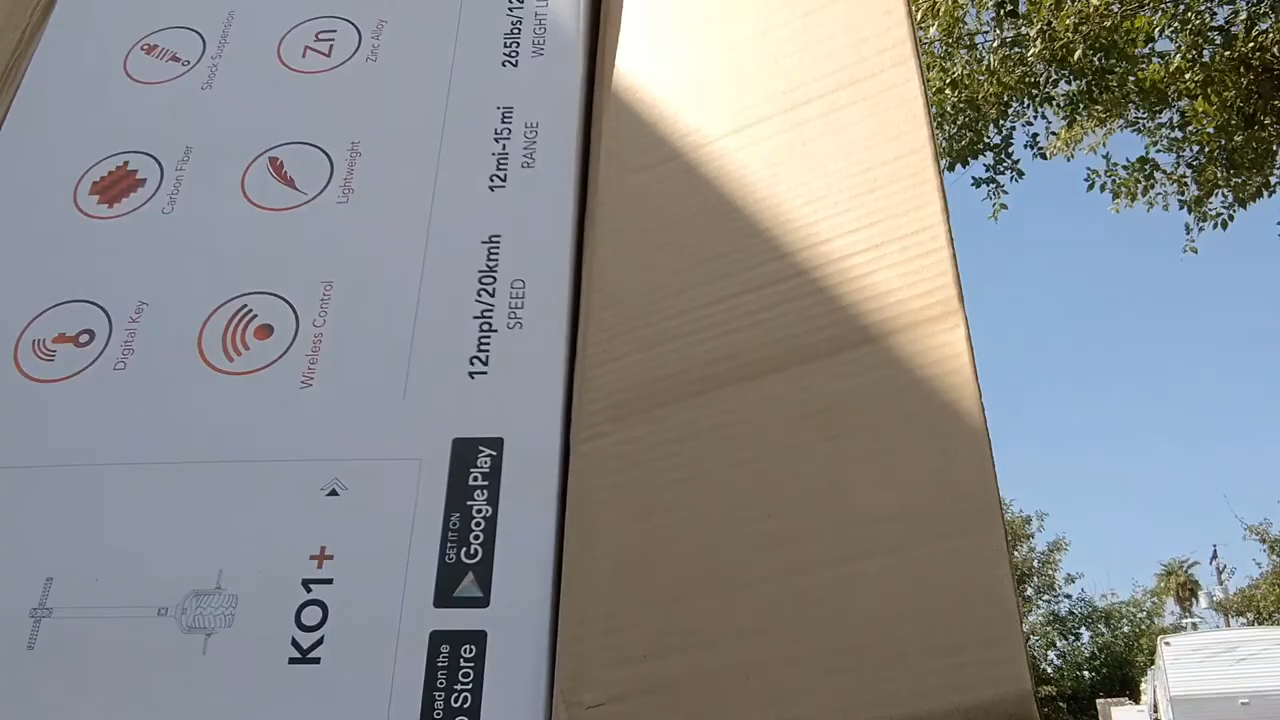 Digital Key
Carbon Fiber
Shock Suspension
Wireless Control
Lightweight
Zn
Zinc Alloy
12mph/20kmh
SPEED
12mi-15mi
RANGE
265lbs/12
WEIGHT
KO1+
on the
Store
GET IT ON
Google Play